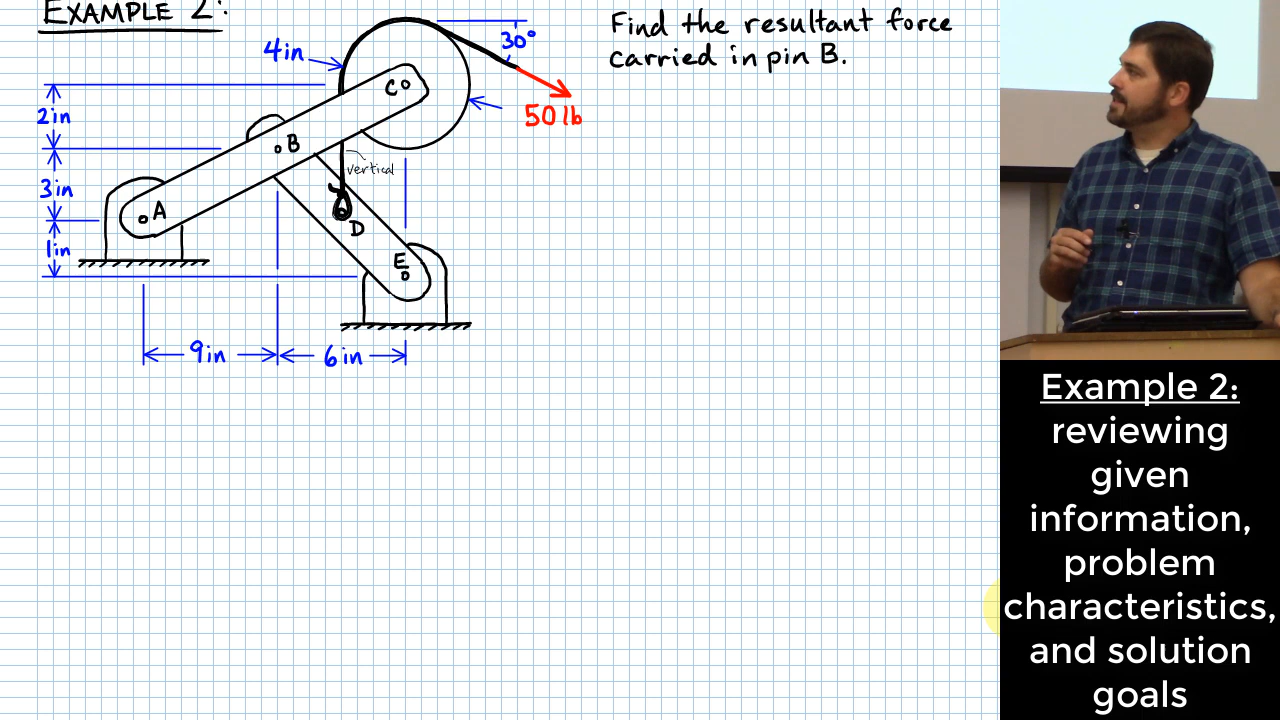 EXAMPLE 2:
Find the resultant force
carried in pin B.
4in
30°
50 lb
C
2in
B
vertical
3in
A
D
1in
E
9in
6in
Example 2:
reviewing
given
information,
problem
characteristics,
and solution
goals